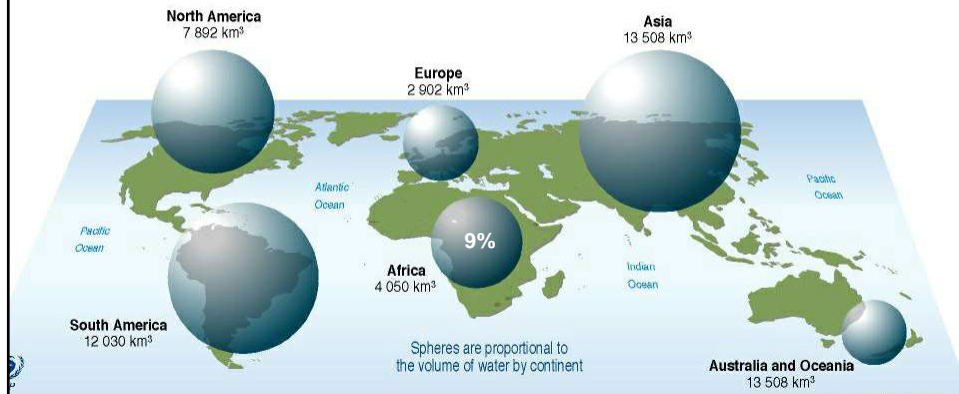 North America
7 892 km³
Asia
13 508 km³
Europe
2 902 km³
Atlantic
Ocean
Pacific
Ocean
Pacific
Ocean
9%
Africa
4 050 km³
Indian
Ocean
South America
12 030 km³
Spheres are proportional to
the volume of water by continent
Australia and Oceania
13 508 km³